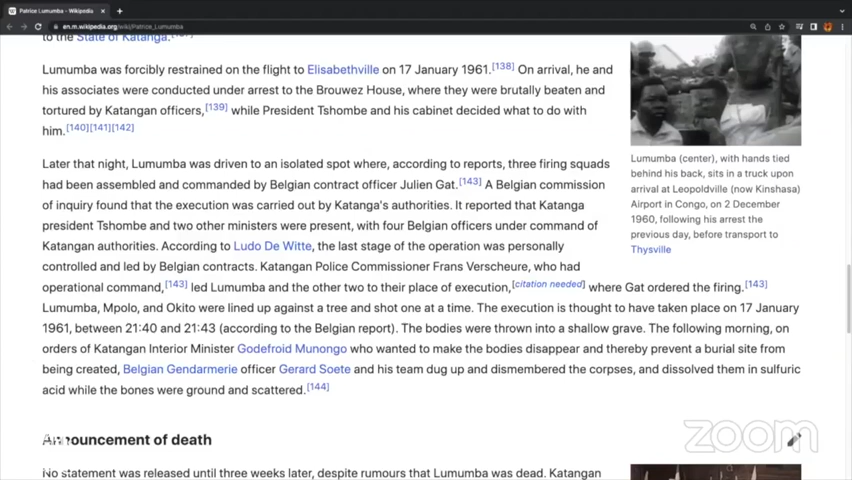 Patrice Lumumba - Wikipedia
en.m.wikipedia.org/wiki/Patrice_Lumumba
to the State of Katanga.
Lumumba was forcibly restrained on the flight to Elisabethville on 17 January 1961.[138] On arrival, he and
his associates were conducted under arrest to the Brouwez House, where they were brutally beaten and
tortured by Katangan officers,[139] while President Tshombe and his cabinet decided what to do with
him.[140][141][142]
Later that night, Lumumba was driven to an isolated spot where, according to reports, three firing squads
had been assembled and commanded by Belgian contract officer Julien Gat.[143] A Belgian commission
of inquiry found that the execution was carried out by Katanga's authorities. It reported that Katanga
president Tshombe and two other ministers were present, with four Belgian officers under command of
Katangan authorities. According to Ludo De Witte, the last stage of the operation was personally
controlled and led by Belgian contracts. Katangan Police Commissioner Frans Verscheure, who had
operational command,[143] led Lumumba and the other two to their place of execution,[citation needed] where Gat ordered the firing.[143]
Lumumba, Mpolo, and Okito were lined up against a tree and shot one at a time. The execution is thought to have taken place on 17 January
1961, between 21:40 and 21:43 (according to the Belgian report). The bodies were thrown into a shallow grave. The following morning, on
orders of Katangan Interior Minister Godefroid Munongo who wanted to make the bodies disappear and thereby prevent a burial site from
being created, Belgian Gendarmerie officer Gerard Soete and his team dug up and dismembered the corpses, and dissolved them in sulfuric
acid while the bones were ground and scattered.[144]
Lumumba (center), with hands tied
behind his back, sits in a truck upon
arrival at Leopoldville (now Kinshasa)
Airport in Congo, on 2 December
1960, following his arrest the
previous day, before transport to
Thysville
Announcement of death
No statement was released until three weeks later, despite rumours that Lumumba was dead. Katangan
zoom